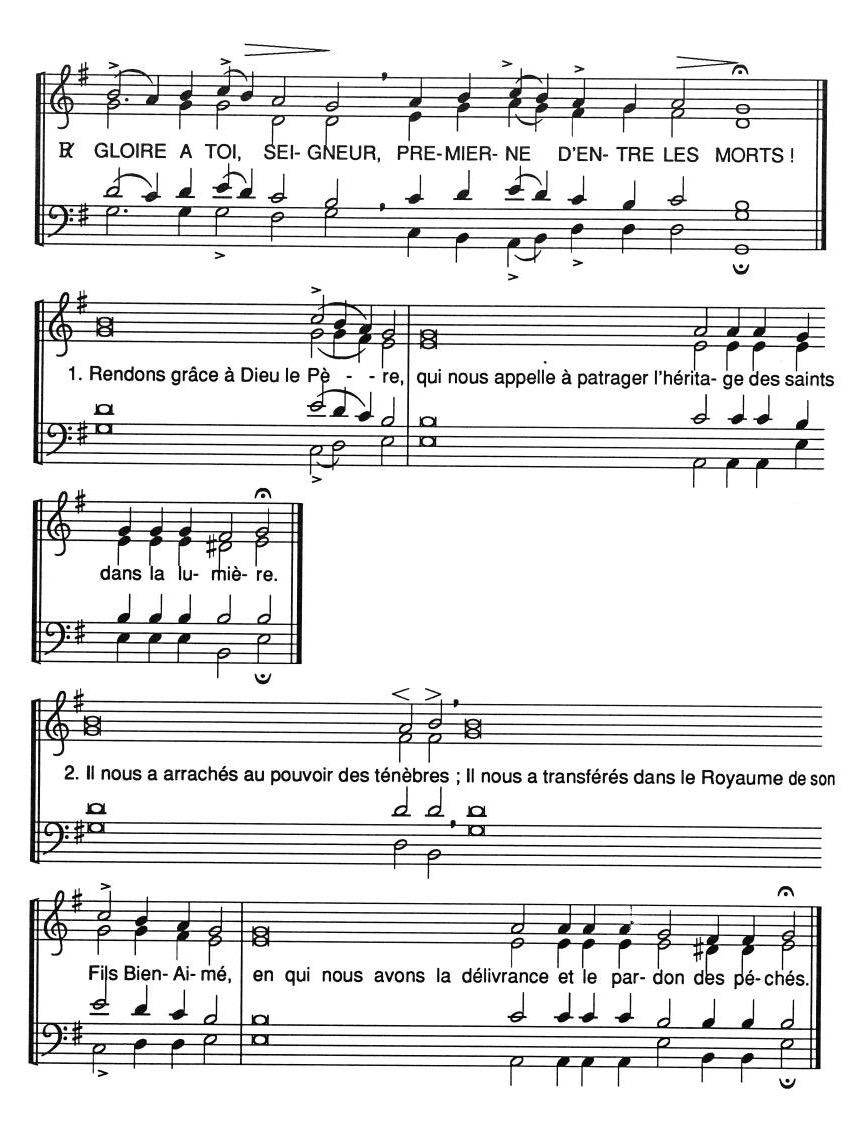 ℟ GLOIRE A TOI, SEI- GNEUR, PRE-MIER- NE D'EN- TRE LES MORTS !
1. Rendons grâce à Dieu le Pè - - re, qui nous appelle à patrager l'hérita- ge des saints
dans la lu- miè- re.
2. Il nous a arrachés au pouvoir des ténèbres ; Il nous a transférés dans le Royaume de son
Fils Bien- Ai- mé, en qui nous avons la délivrance et le par- don des pé-chés.